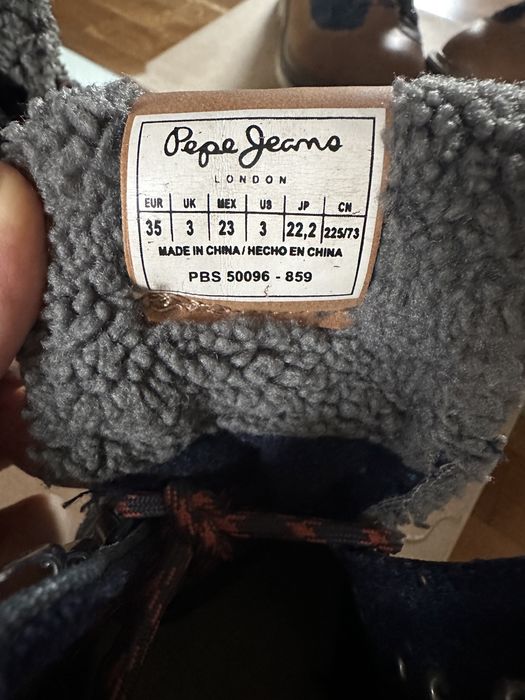 Pepe Jeans
LONDON
EUR UK MEX US JP CN
35 3 23 3 22,2 225/73
MADE IN CHINA / HECHO EN CHINA
PBS 50096 - 859